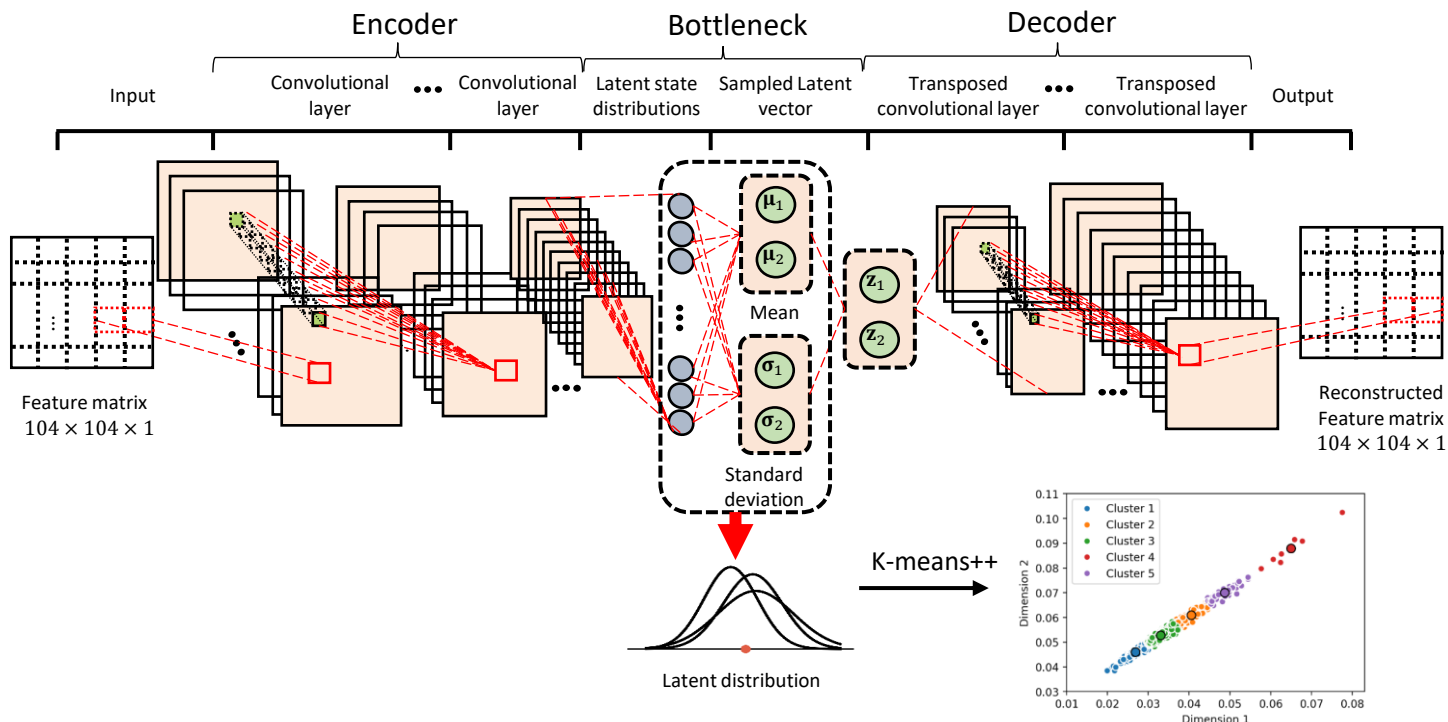 Encoder
Bottleneck
Decoder
Input
Convolutional
layer
•••
Convolutional
layer
Latent state
distributions
Sampled Latent
vector
Transposed
convolutional layer
•••
Transposed
convolutional layer
Output
μ1
μ2
Mean
σ1
σ2
Standard
deviation
z1
z2
Feature matrix
104 × 104 × 1
Reconstructed
Feature matrix
104 × 104 × 1
Latent distribution
K-means++
Cluster 1
Cluster 2
Cluster 3
Cluster 4
Cluster 5
Dimension 2
0.11
0.10
0.09
0.08
0.07
0.06
0.05
0.04
0.03
0.01 0.02 0.03 0.04 0.05 0.06 0.07 0.08
Dimension 1